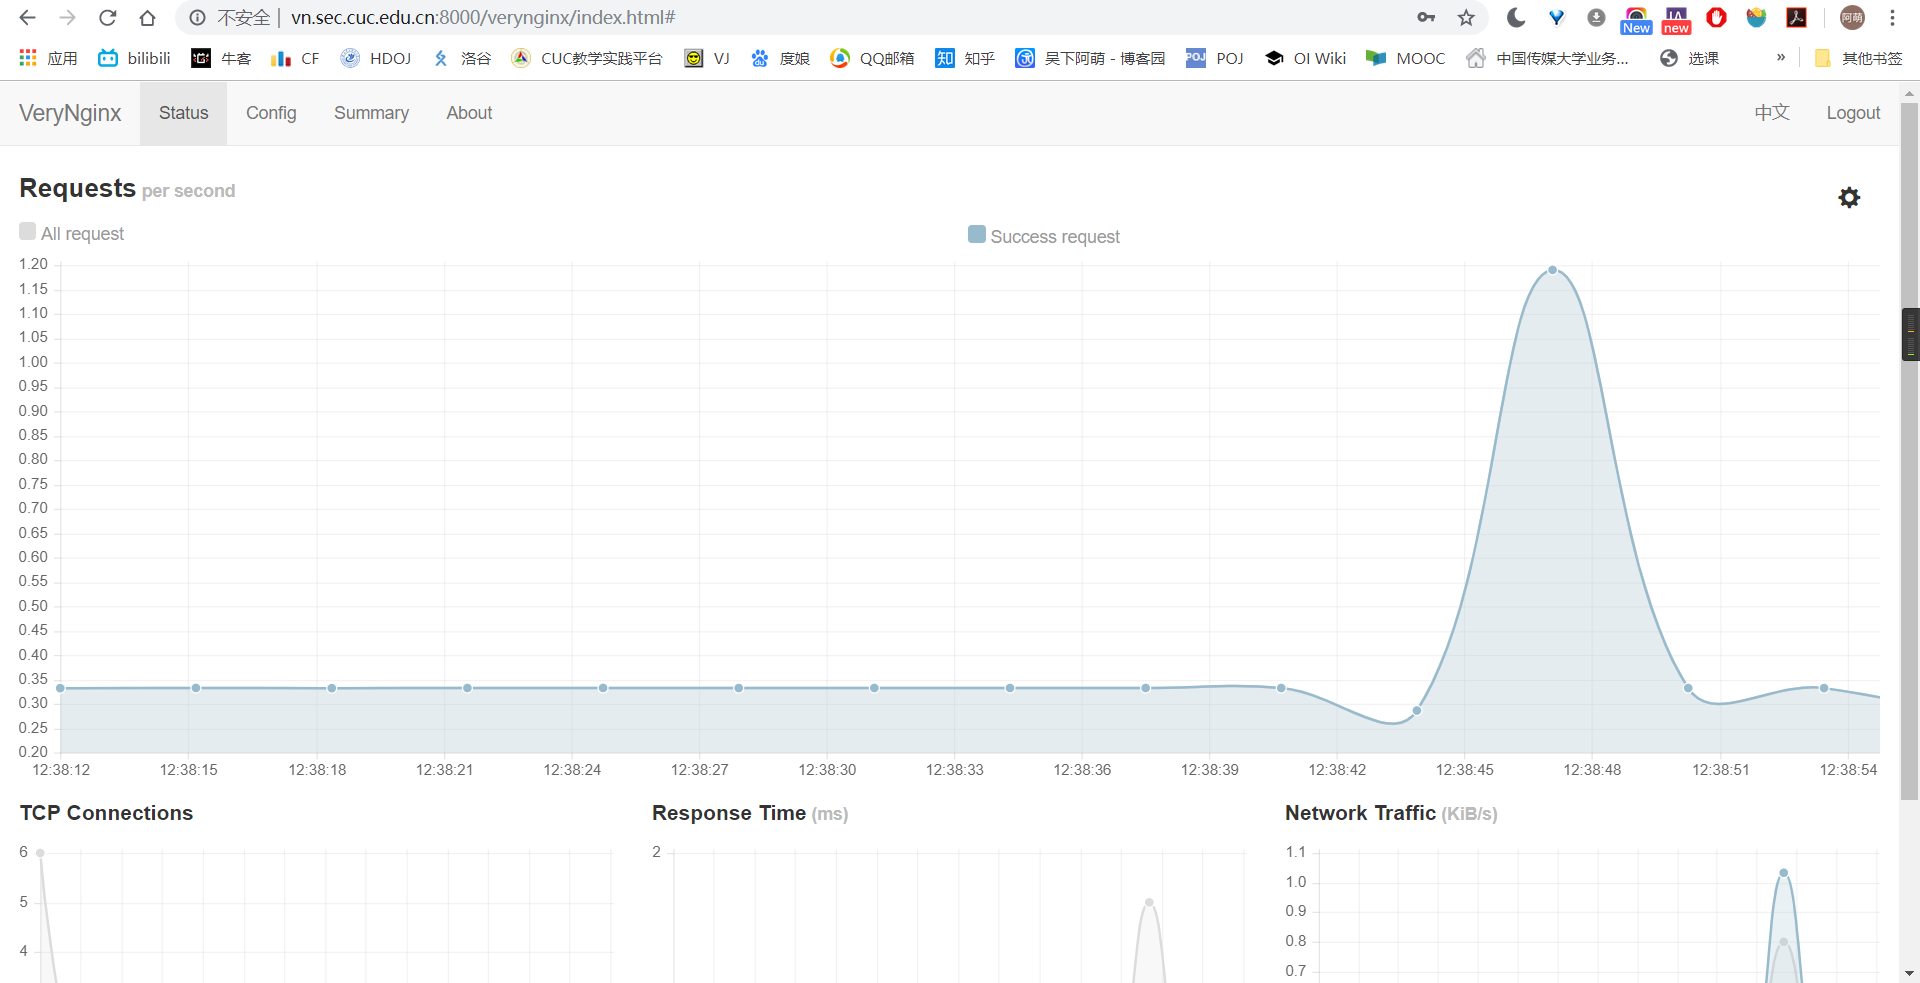 不安全 | vn.sec.cuc.edu.cn:8000/verynginx/index.html#
New
new
阿萌
应用 bilibili 牛客 CF HDOJ 洛谷 CUC教学实践平台 VJ 度娘 QQ邮箱 知 知乎 吴下阿萌 - 博客园 POJ POJ OI Wiki MOOC 中国传媒大学业务... 选课 » 其他书签
VeryNginx Status Config Summary About 中文 Logout
Requests per second
All request Success request
1.20
1.15
1.10
1.05
1.00
0.95
0.90
0.85
0.80
0.75
0.70
0.65
0.60
0.55
0.50
0.45
0.40
0.35
0.30
0.25
0.20
12:38:12 12:38:15 12:38:18 12:38:21 12:38:24 12:38:27 12:38:30 12:38:33 12:38:36 12:38:39 12:38:42 12:38:45 12:38:48 12:38:51 12:38:54
TCP Connections Response Time (ms) Network Traffic (KiB/s)
6 2 1.1
1.0
5 0.9
4 0.8
0.7